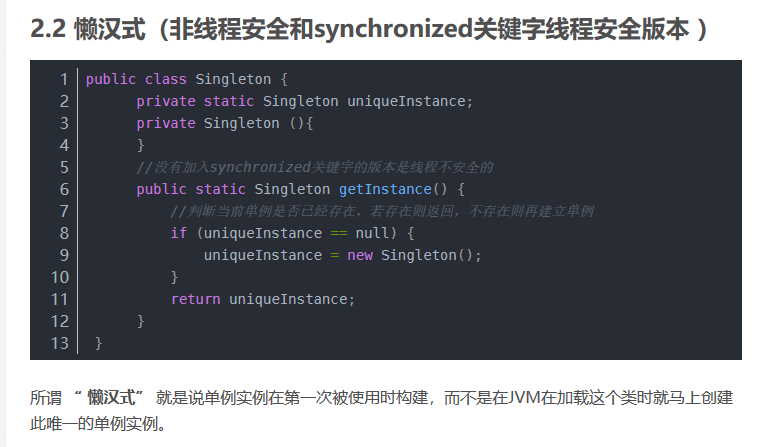 2.2 懒汉式（非线程安全和synchronized关键字线程安全版本 ）
1 public class Singleton {
2 private static Singleton uniqueInstance;
3 private Singleton (){
4 }
5 //没有加入synchronized关键字的版本是线程不安全的
6 public static Singleton getInstance() {
7 //判断当前单例是否已经存在，若存在则返回，不存在则再建立单例
8 if (uniqueInstance == null) {
9 uniqueInstance = new Singleton();
10 }
11 return uniqueInstance;
12 }
13 }
所谓 “ 懒汉式” 就是说单例实例在第一次被使用时构建，而不是在JVM在加载这个类时就马上创建
此唯一的单例实例。